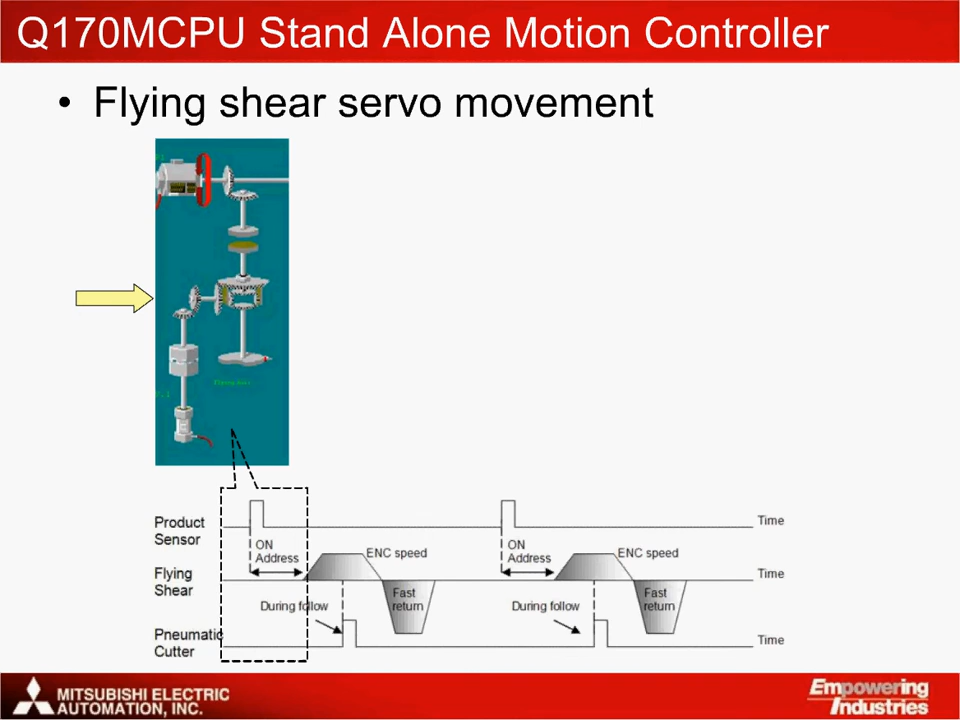 Q170MCPU Stand Alone Motion Controller
• Flying shear servo movement
Product
Sensor
ON
Address
ON
Address
Time
Flying
Shear
ENC speed
Fast
return
ENC speed
Fast
return
Time
During follow
During follow
Pneumatic
Cutter
Time
MITSUBISHI ELECTRIC
AUTOMATION, INC.
Empowering
Industries